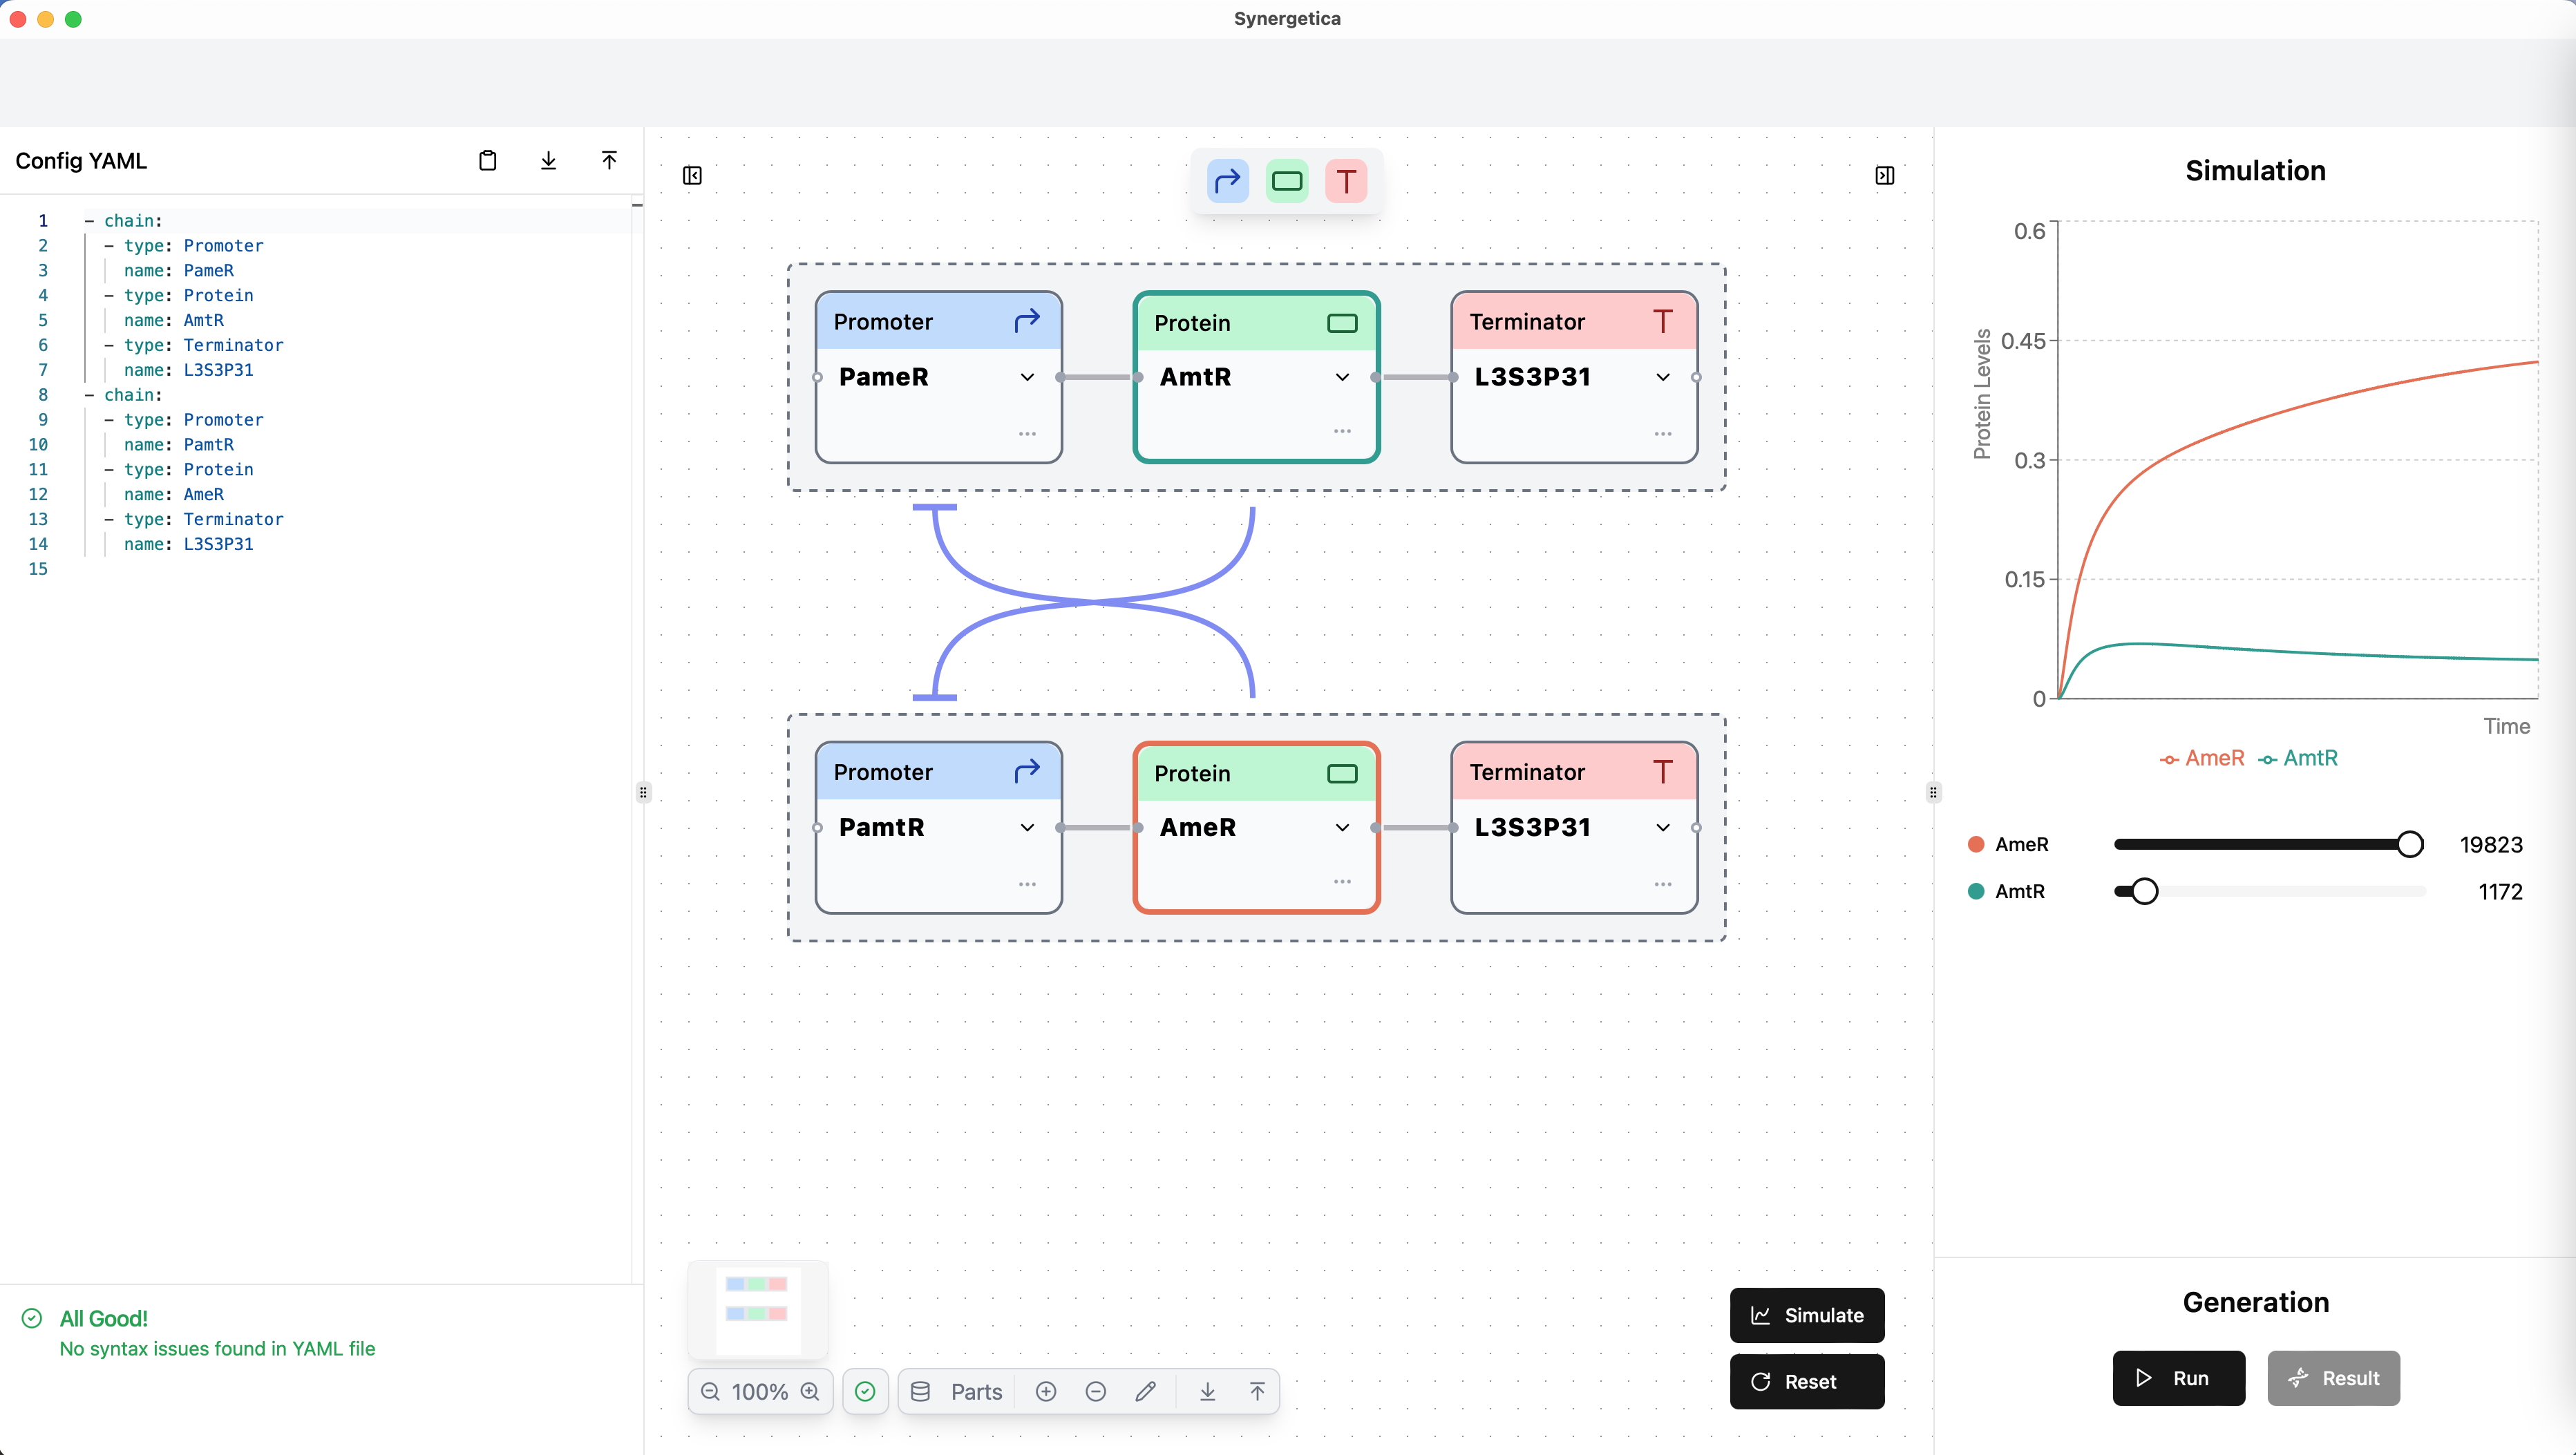 Synergetica
Config YAML
1 - chain:
2 - type: Promoter
3 name: PameR
4 - type: Protein
5 name: AmtR
6 - type: Terminator
7 name: L3S3P31
8 - chain:
9 - type: Promoter
10 name: PamtR
11 - type: Protein
12 name: AmeR
13 - type: Terminator
14 name: L3S3P31
15
All Good!
No syntax issues found in YAML file
Promoter
PameR
...
Protein
AmtR
...
Terminator
L3S3P31
...
Promoter
PamtR
...
Protein
AmeR
...
Terminator
L3S3P31
...
100%
Parts
Simulate
Reset
Simulation
Protein Levels
0.6
0.45
0.3
0.15
0
Time
AmeR AmtR
AmeR 19823
AmtR 1172
Generation
Run Result